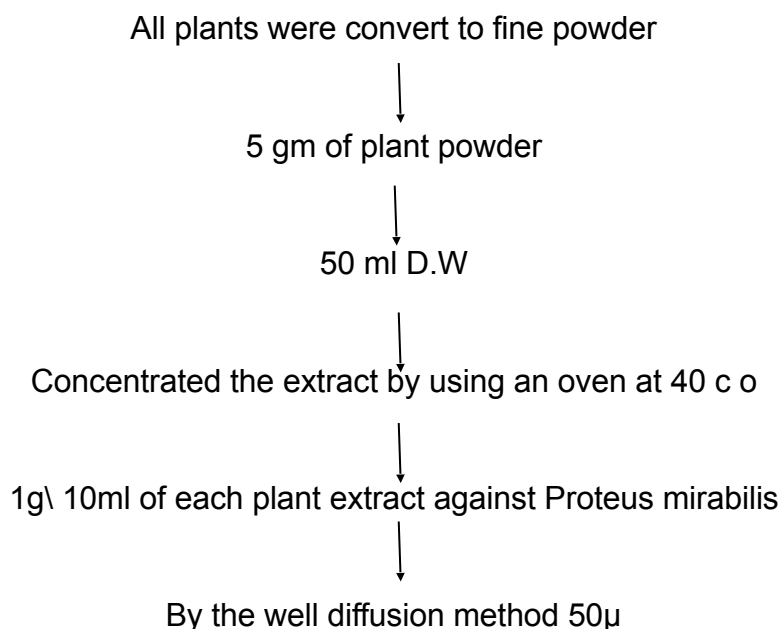 All plants were convert to fine powder
5 gm of plant powder
50 ml D.W
Concentrated the extract by using an oven at 40 c o
1g\ 10ml of each plant extract against Proteus mirabilis
By the well diffusion method 50µ